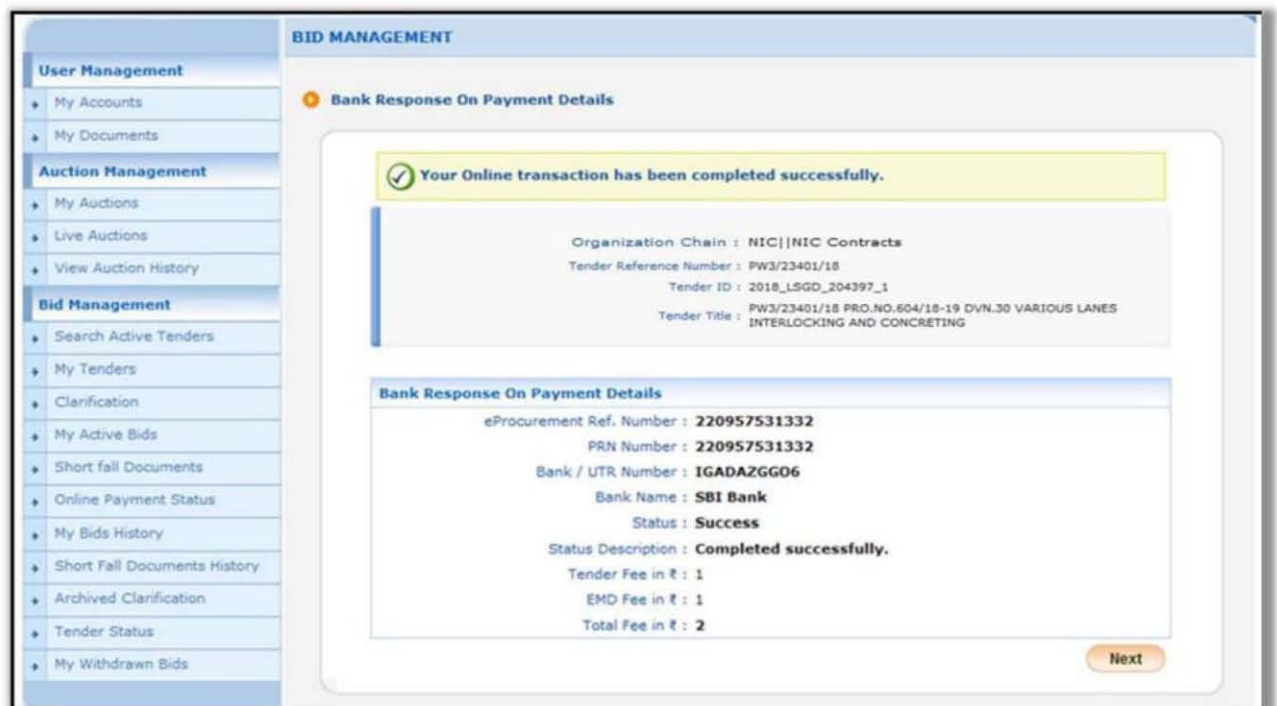 BID MANAGEMENT
User Management
My Accounts
My Documents
Auction Management
My Auctions
Live Auctions
View Auction History
Bid Management
Search Active Tenders
My Tenders
Clarification
My Active Bids
Short fall Documents
Online Payment Status
My Bids History
Short Fall Documents History
Archived Clarification
Tender Status
My Withdrawn Bids
Bank Response On Payment Details
Your Online transaction has been completed successfully.
Organization Chain : NIC||NIC Contracts
Tender Reference Number : PW3/23401/18
Tender ID : 2018_LSGD_204397_1
Tender Title : PW3/23401/18 PRO.NO.604/18-19 DVN.30 VARIOUS LANES
INTERLOCKING AND CONCRETING
Bank Response On Payment Details
eProcurement Ref. Number : 220957531332
PRN Number : 220957531332
Bank / UTR Number : IGADAZGGO6
Bank Name : SBI Bank
Status : Success
Status Description : Completed successfully.
Tender Fee in ₹ : 1
EMD Fee in ₹ : 1
Total Fee in ₹ : 2
Next